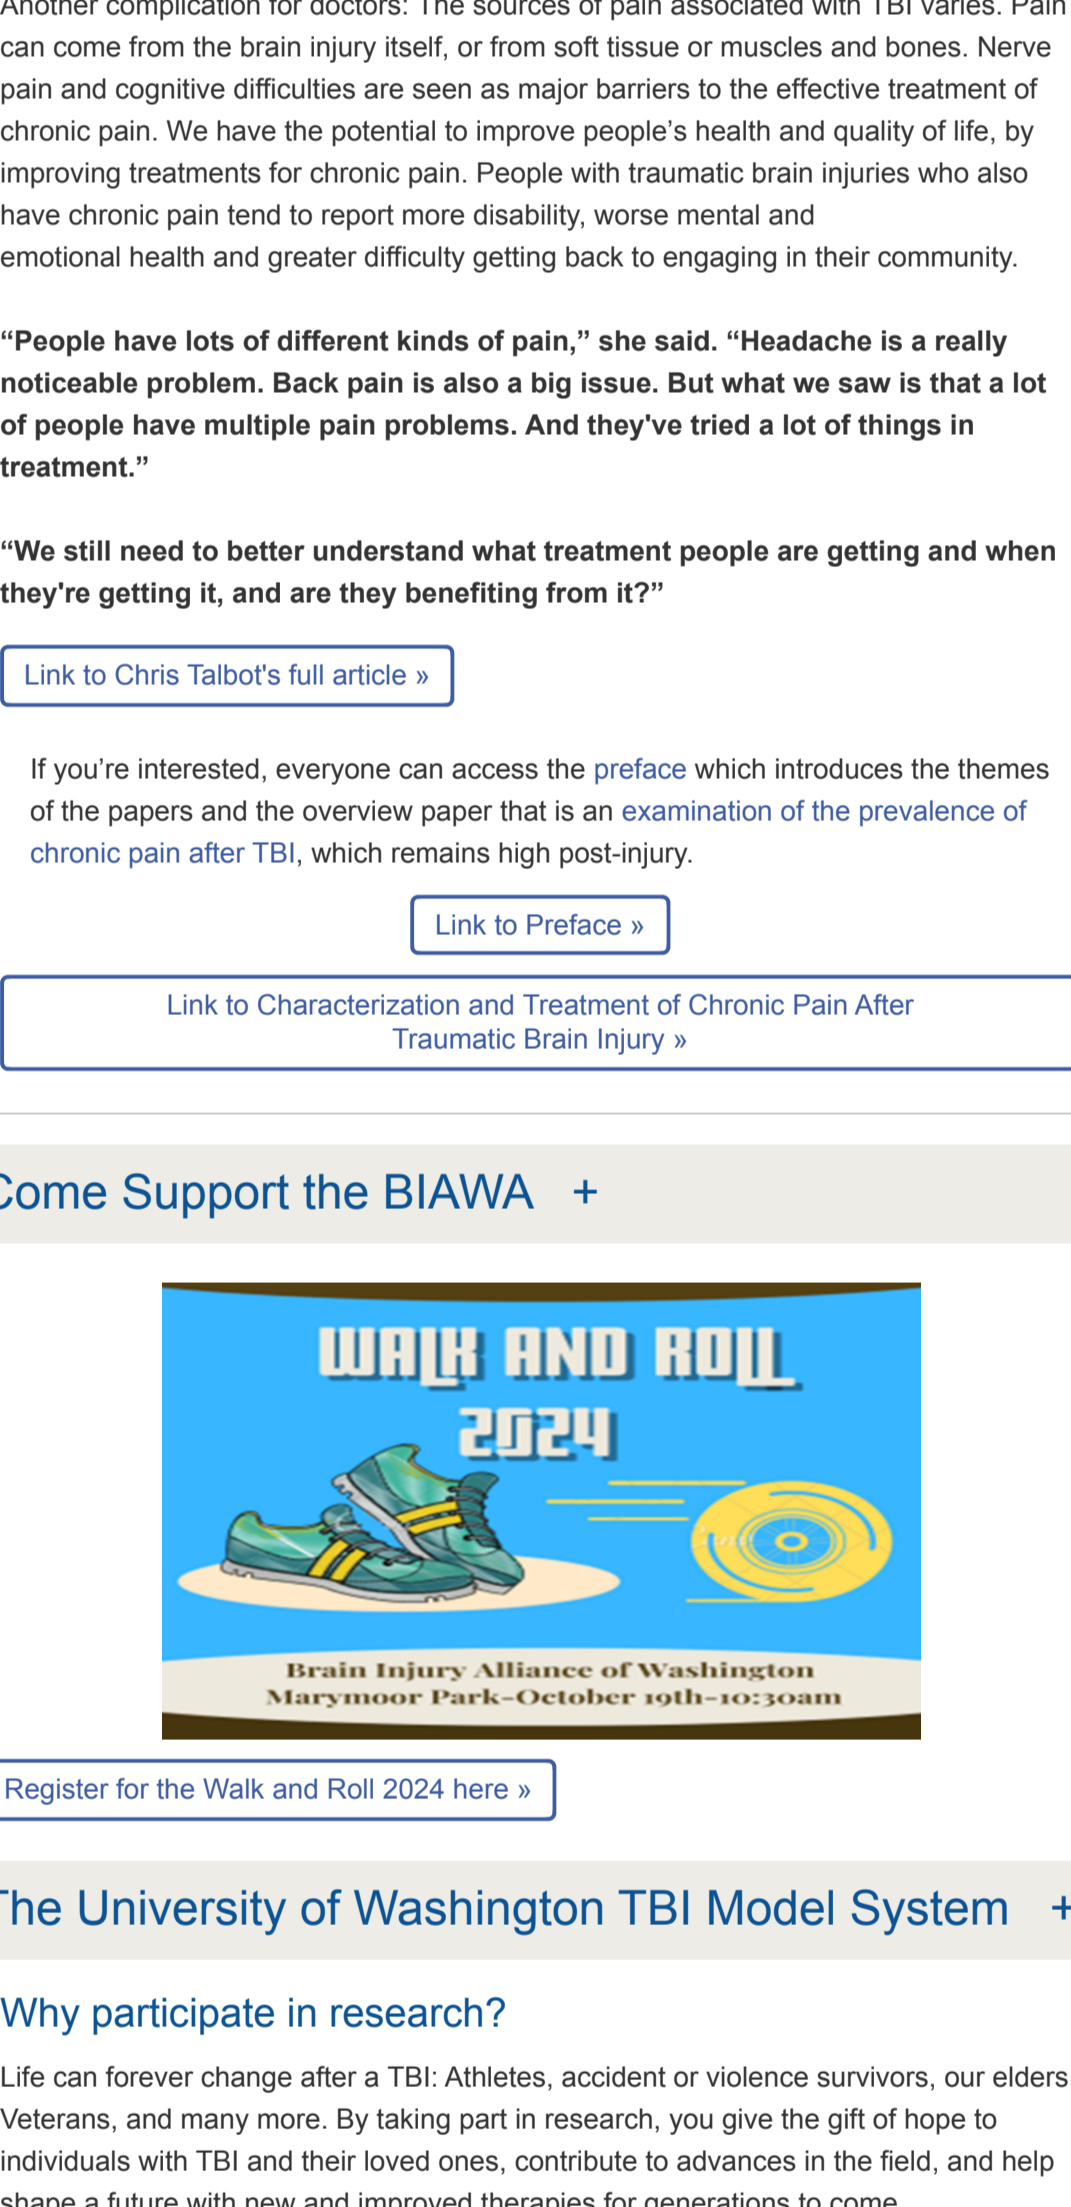 Another complication for doctors: The sources of pain associated with TBI varies. Pain
can come from the brain injury itself, or from soft tissue or muscles and bones. Nerve
pain and cognitive difficulties are seen as major barriers to the effective treatment of
chronic pain. We have the potential to improve people’s health and quality of life, by
improving treatments for chronic pain. People with traumatic brain injuries who also
have chronic pain tend to report more disability, worse mental and
emotional health and greater difficulty getting back to engaging in their community.
“People have lots of different kinds of pain,” she said. “Headache is a really
noticeable problem. Back pain is also a big issue. But what we saw is that a lot
of people have multiple pain problems. And they've tried a lot of things in
treatment.”
“We still need to better understand what treatment people are getting and when
they're getting it, and are they benefiting from it?”
Link to Chris Talbot's full article »
If you’re interested, everyone can access the preface which introduces the themes
of the papers and the overview paper that is an examination of the prevalence of
chronic pain after TBI, which remains high post-injury.
Link to Preface »
Link to Characterization and Treatment of Chronic Pain After
Traumatic Brain Injury »
Come Support the BIAWA +
WALK AND ROLL
2024
Brain Injury Alliance of Washington
Marymoor Park-October 19th-10:30am
Register for the Walk and Roll 2024 here »
The University of Washington TBI Model System +
Why participate in research?
Life can forever change after a TBI: Athletes, accident or violence survivors, our elders
Veterans, and many more. By taking part in research, you give the gift of hope to
individuals with TBI and their loved ones, contribute to advances in the field, and help
shape a future with new and improved therapies for generations to come